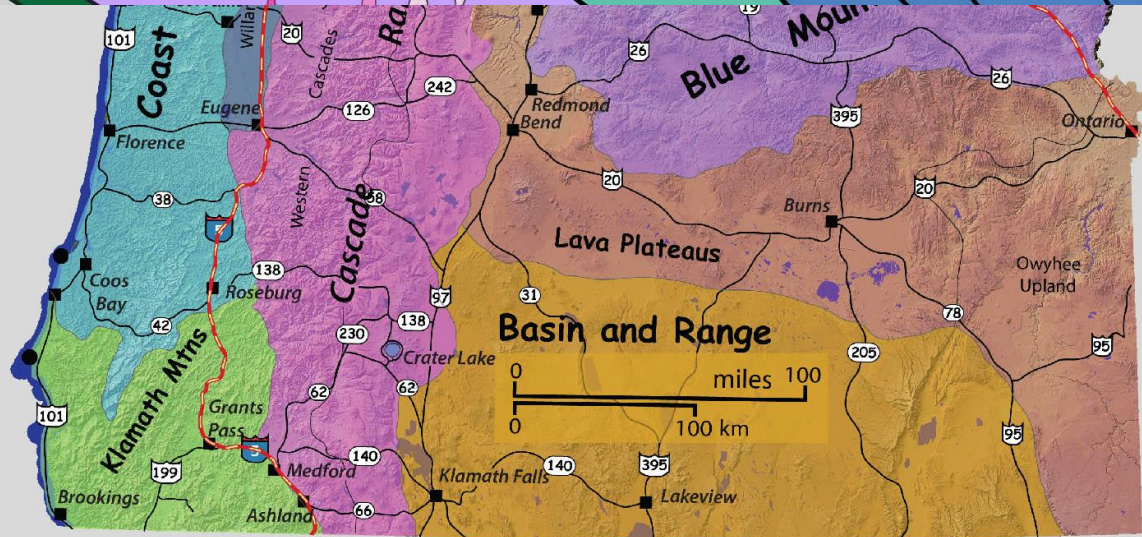 101
Coast
Willar
20
Cascades
Ra
19
26
Blue
Moun
26
242
126
Redmond
Bend
Eugene
Florence
395
Ontario
38
Western
58
20
20
Burns
Cascade
Lava Plateaus
Owyhee
Upland
5
138
Coos
Bay
Roseburg
97
31
42
230
138
78
Basin and Range
Crater Lake
205
95
Klamath Mtns
62
62
0
miles
100
0
100 km
101
Grants
Pass
5
95
199
Medford
140
Klamath Falls
140
395
Brookings
Ashland
66
Lakeview